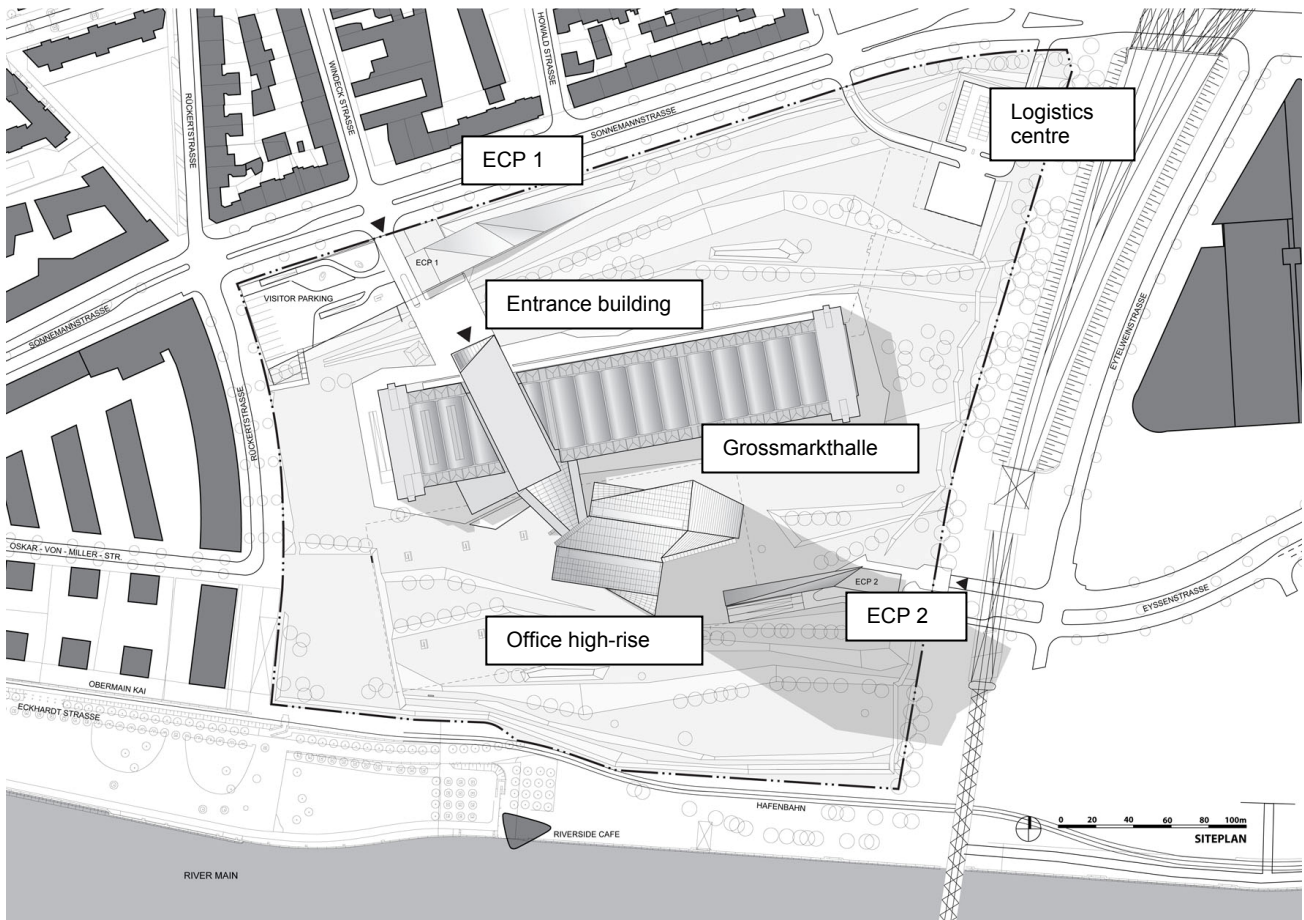 RÜCKERTSTRASSE
WINDECK STRASSE
HOWALD STRASSE
SONNEMANNSTRASSE
Logistics
centre
ECP 1
ECP 1
VISITOR PARKING
Entrance building
SONNEMANNSTRASSE
RÜCKERTSTRASSE
EYTELWEINSTRASSE
Grossmarkthalle
OSKAR - VON - MILLER - STR.
ECP 2
ECP 2
EYSSENSTRASSE
Office high-rise
OBERMAIN KAI
ECKHARDT STRASSE
HAFENBAHN
RIVERSIDE CAFE
0 20 40 60 80 100m
SITEPLAN
RIVER MAIN